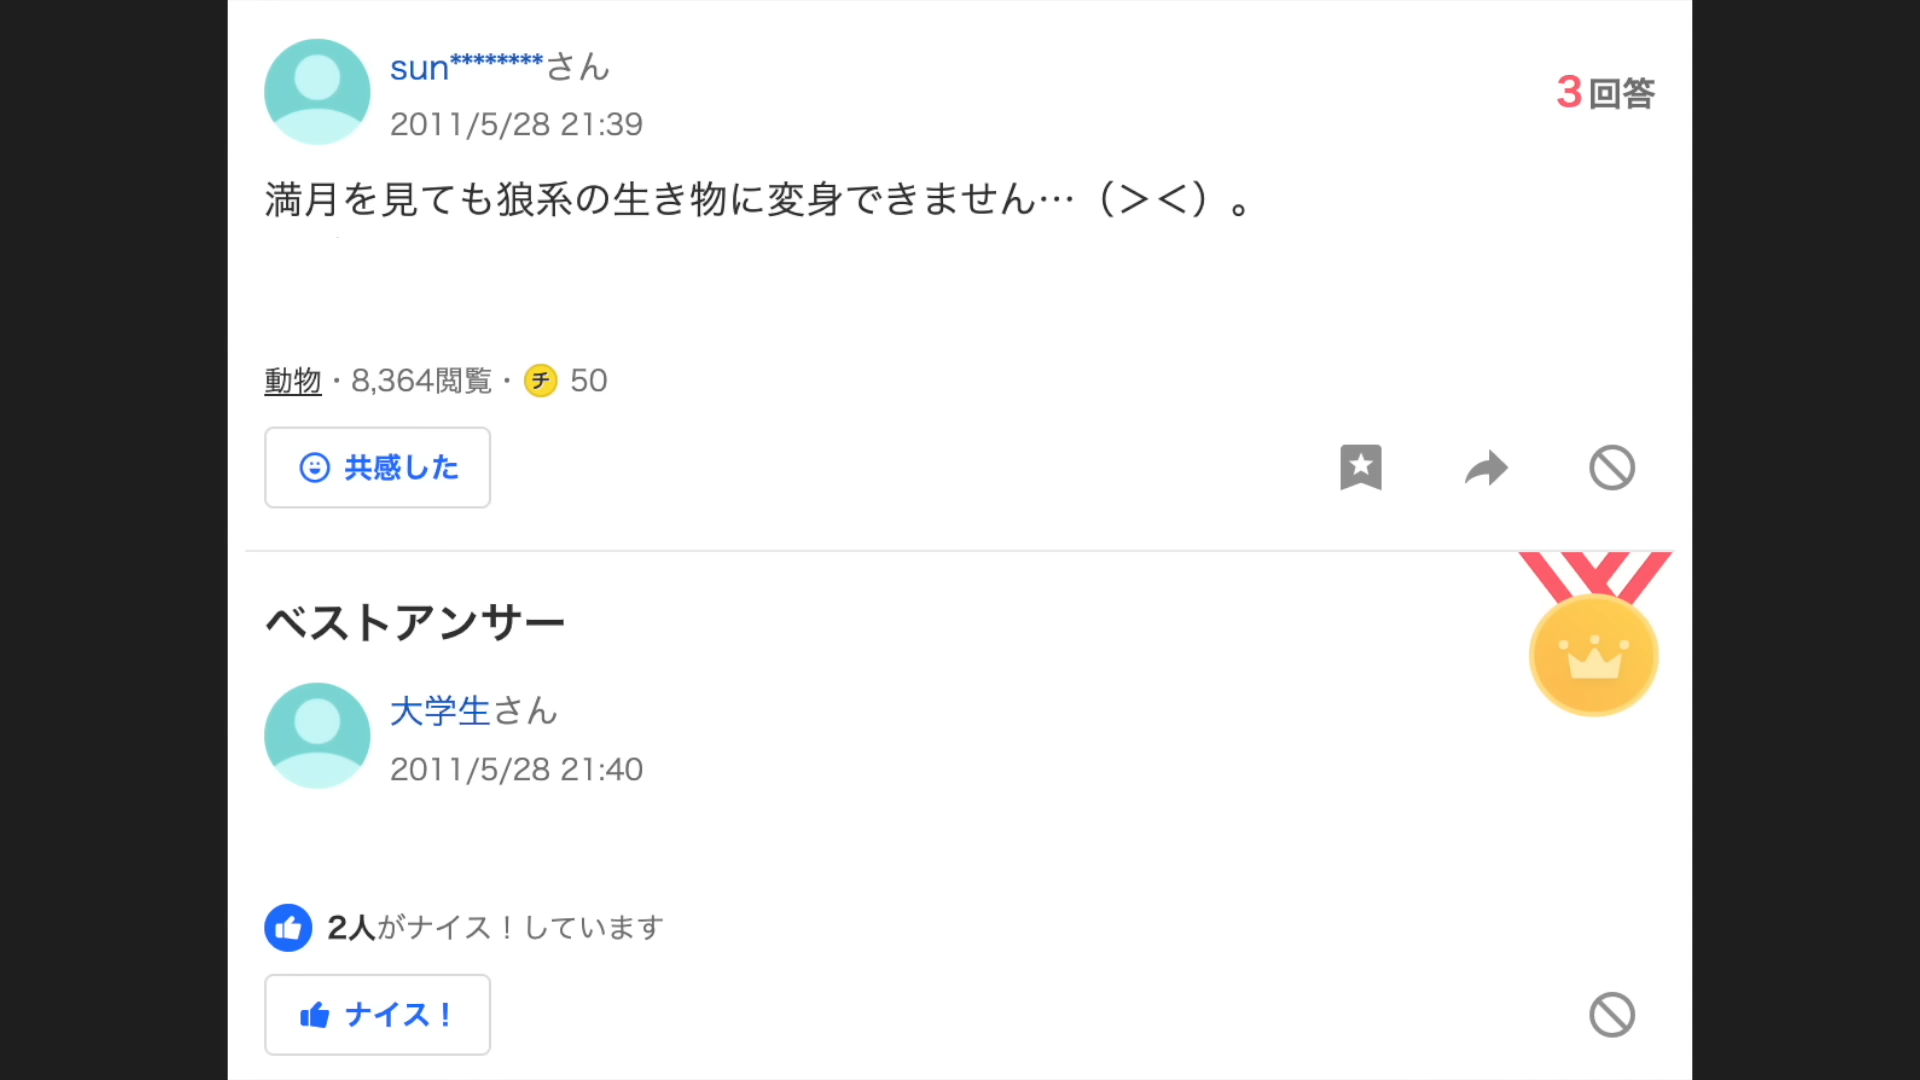 sun********さん
2011/5/28 21:39
3回答
満月を見ても狼系の生き物に変身できません…（＞＜）。
動物・8,364閲覧・チ 50
共感した
ベストアンサー
大学生さん
2011/5/28 21:40
2人がナイス！しています
ナイス！